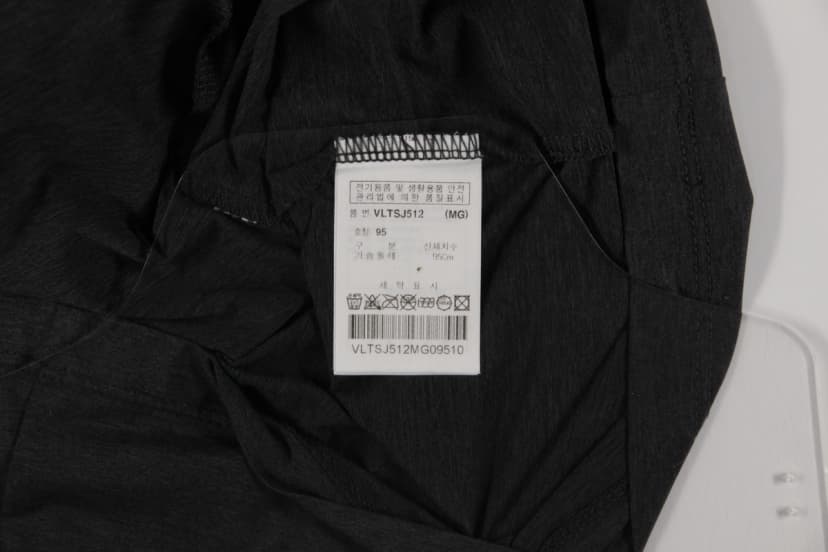 전기용품 및 생활용품 안전
관리법에 의한 품질표시
품 번 VLTSJ512 (MG)
호칭 95
구 분 신체치수
가슴둘레 95Cm
세 탁 표 시
VLTSJ512MG09510